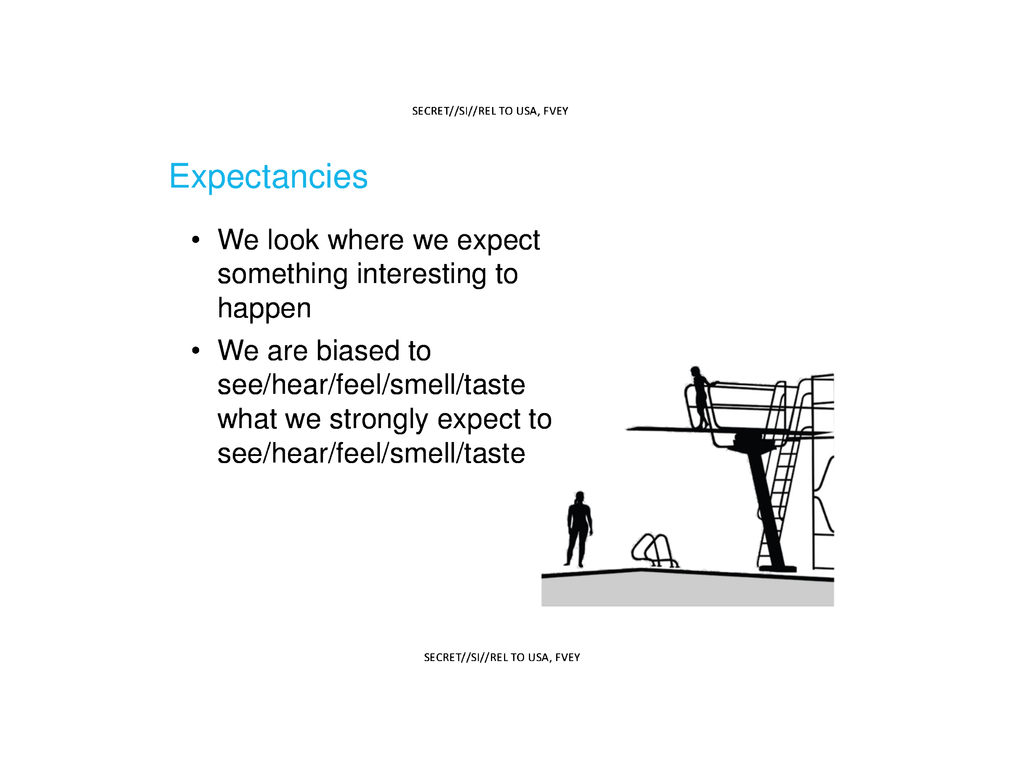 SECRET//SI//REL TO USA, FVEY
Expectancies
• We look where we expect
something interesting to
happen
• We are biased to
see/hear/feel/smell/taste
what we strongly expect to
see/hear/feel/smell/taste
SECRET//SI//REL TO USA, FVEY